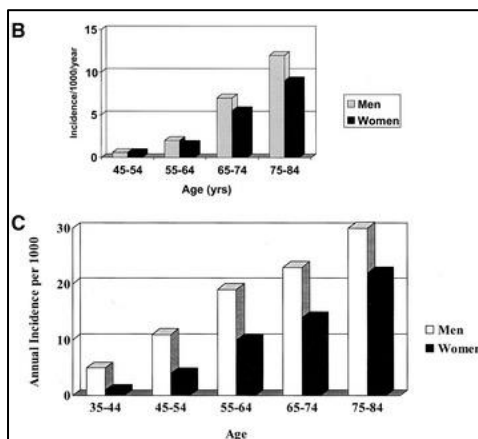 B
15
10
5
0
Incidence/1000/year
45-54 55-64 65-74 75-84
Age (yrs)
Men
Women
C
30
20
10
0
Annual Incidence per 1000
35-44 45-54 55-64 65-74 75-84
Age
Men
Women